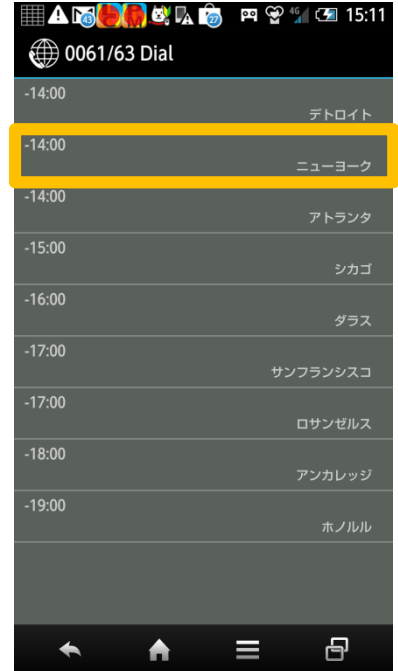 43
27
4G
15:11
0061/63 Dial
-14:00
デトロイト
-14:00
ニューヨーク
-14:00
アトランタ
-15:00
シカゴ
-16:00
ダラス
-17:00
サンフランシスコ
-17:00
ロサンゼルス
-18:00
アンカレッジ
-19:00
ホノルル